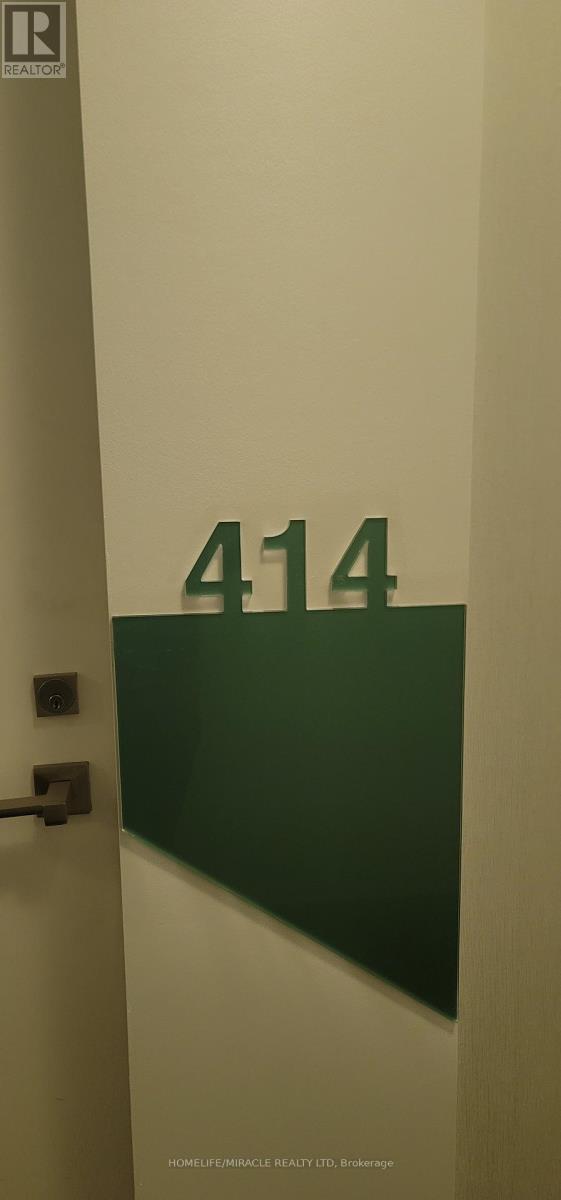 R
REALTOR®
414
HOMELIFE/MIRACLE REALTY LTD, Brokerage